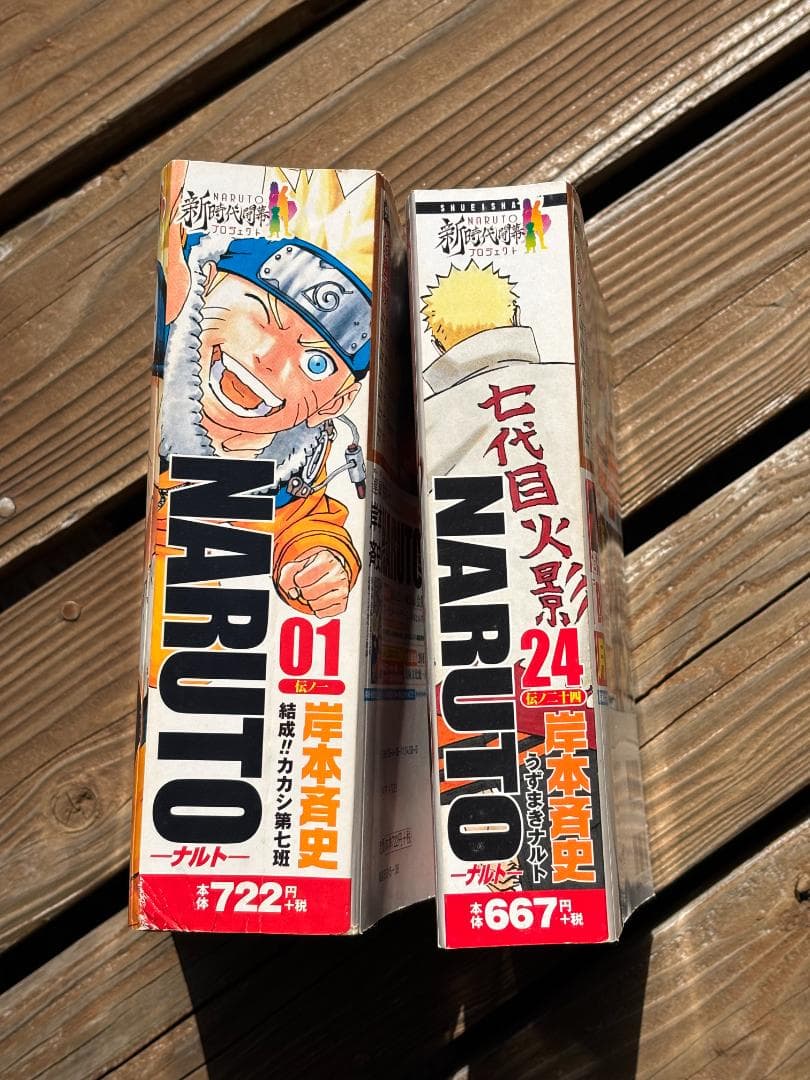 NARUTO
新時代開幕
プロジェクト
NARUTO
―ナルト―
01
伝ノ一
岸本斉史
結成!!カカシ第七班
本体722円+税
SHUEISHA
NARUTO
新時代開幕
プロジェクト
七代目火影
NARUTO
―ナルト―
24
伝ノ二十四
岸本斉史
うずまきナルト
本体667円+税